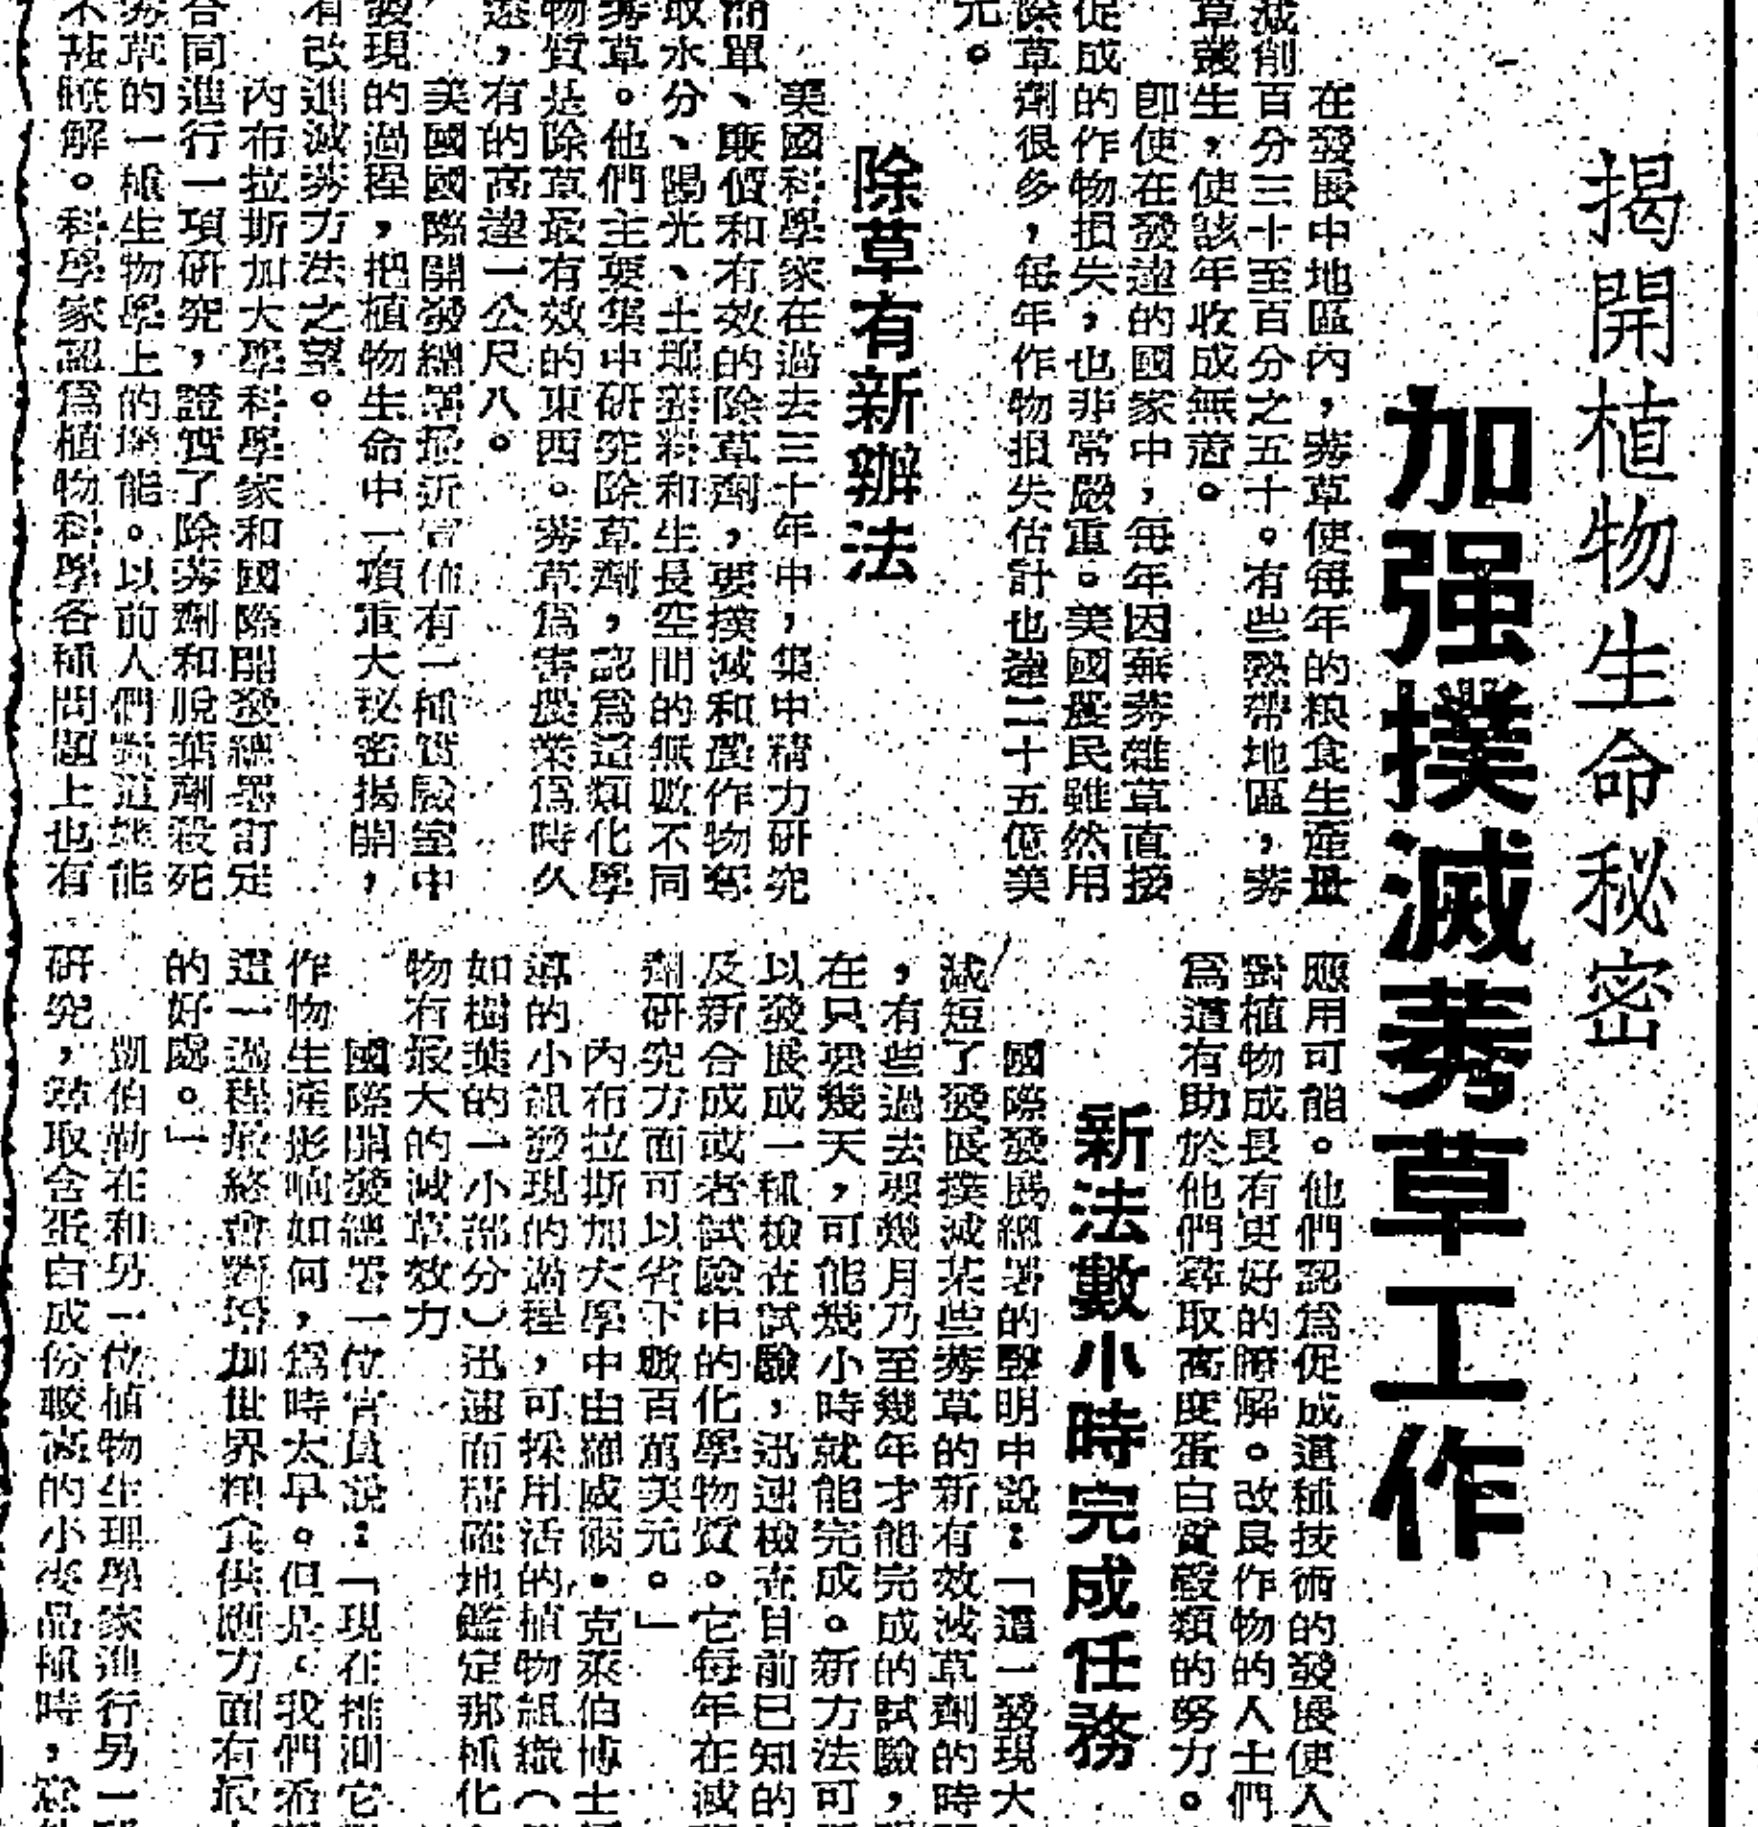 揭開植物生命秘密
加强撲滅莠草工作
在發展中地區內，莠草使每年的粮食生產量
減削百分三十至百分之五十。有些熱帶地區，莠
草叢生，使該年收成無着。
卽使在發達的國家中，每年因蕪莠雜草直接
促成的作物損失，也非常嚴重。美國農民雖然用
除草劑很多，每年作物損失估計也達二十五億美
元。
除草有新辦法
美國科學家在過去三十年中，集中精力研究
簡單、廉價和有效的除草劑，要撲滅和農作物奪
取水分、陽光、土壤養料和生長空間的無數不同
莠草。他們主要集中研究除草劑，認爲這類化學
物質是除草最有效的東西。莠草爲害農業爲時久
遠，有的高達一公尺八。
美國國際開發總署最近宣佈有一種實驗室中
發現的過程，把植物生命中一項重大秘密揭開，
有改進滅莠方法之望。
內布拉斯加大學科學家和國際開發總署訂定
合同進行一項研究，證實了除莠劑和脫葉劑殺死
莠草的一種生物學上的機能。以前人們對這機能
不甚瞭解。科學家認爲植物科學各種問題上也有
應用可能。他們認爲促成這種技術的發展使人
對植物成長有更好的瞭解。改良作物的人士們
爲這有助於他們尋取高度蛋白質穀類的努力。
新法數小時完成任務
國際發展總署的聲明中說：「這一發現大
減短了發展撲滅某些莠草的新有效滅草劑的時
，有些過去要幾月乃至幾年才能完成的試驗，
在只要幾天，可能幾小時就能完成。新方法可
以發展成一種檢查試驗，迅速檢查目前已知的
及新合成或者試驗中的化學物質。它每年在滅
劑研究方面可以省下數百萬美元。」
內布拉斯加大學中由羅威爾・克來伯博士
導的小組發現的過程，可採用活的植物組織（
如樹葉的一小部分）迅速而精確地鑑定那種化
物有最大的滅草效力
國際開發總署一位官員說：「現在推測它
作物生產影响如何，爲時太早。但是，我們希
這一過程最終會對增加世界粮食供應方面有最
的好處。」
凱伯勒在和另一位植物生理學家進行另一
研究，尋取含蛋白成份較高的小麥品種時，